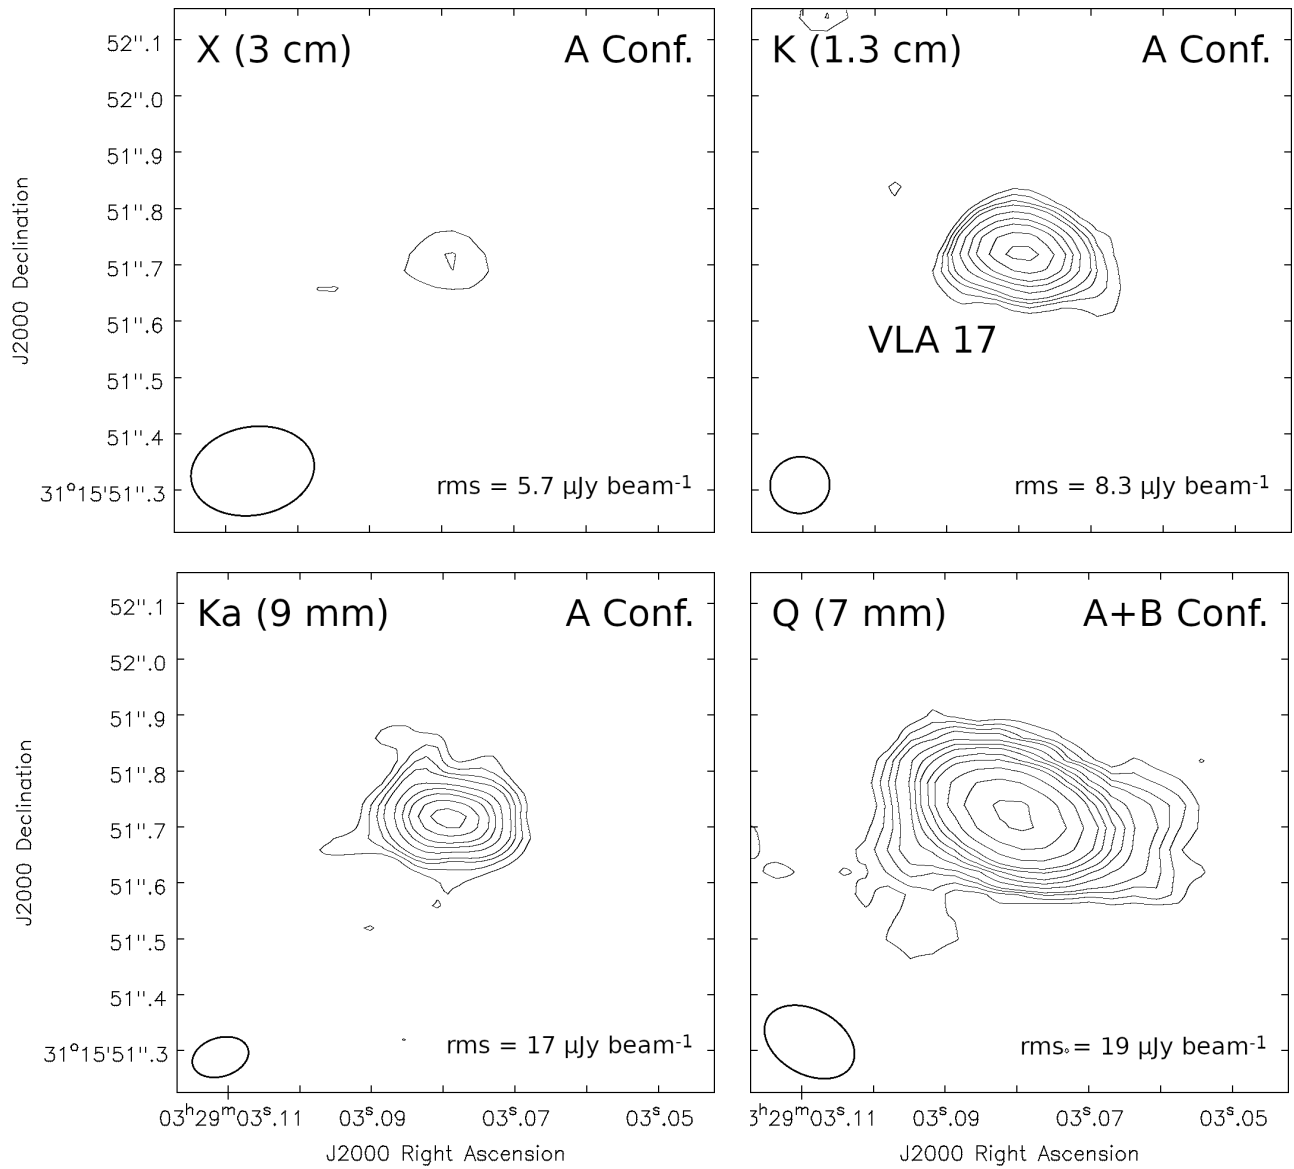 X (3 cm) A Conf.
K (1.3 cm) A Conf.
52".1
52".0
51".9
51".8
51".7
51".6
51".5
51".4
31°15'51".3
J2000 Declination
VLA 17
rms = 5.7 μJy beam-1
rms = 8.3 μJy beam-1
Ka (9 mm) A Conf.
Q (7 mm) A+B Conf.
52".1
52".0
51".9
51".8
51".7
51".6
51".5
51".4
31°15'51".3
J2000 Declination
rms = 17 μJy beam-1
rms = 19 μJy beam-1
03h29m03s.11 03s.09 03s.07 03s.05
h29m03s.11 03s.09 03s.07 03s.05
J2000 Right Ascension
J2000 Right Ascension